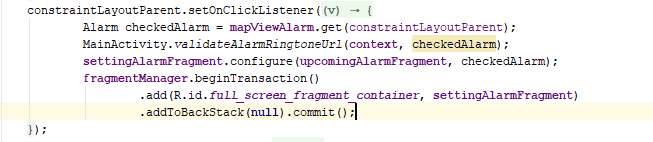 constraintLayoutParent.setOnClickListener((v) → {
Alarm checkedAlarm = mapViewAlarm.get(constraintLayoutParent);
MainActivity.validateAlarmRingtoneUrl(context, checkedAlarm);
settingAlarmFragment.configure(upcomingAlarmFragment, checkedAlarm);
fragmentManager.beginTransaction()
.add(R.id.full_screen_fragment_container, settingAlarmFragment)
.addToBackStack(null).commit();
});